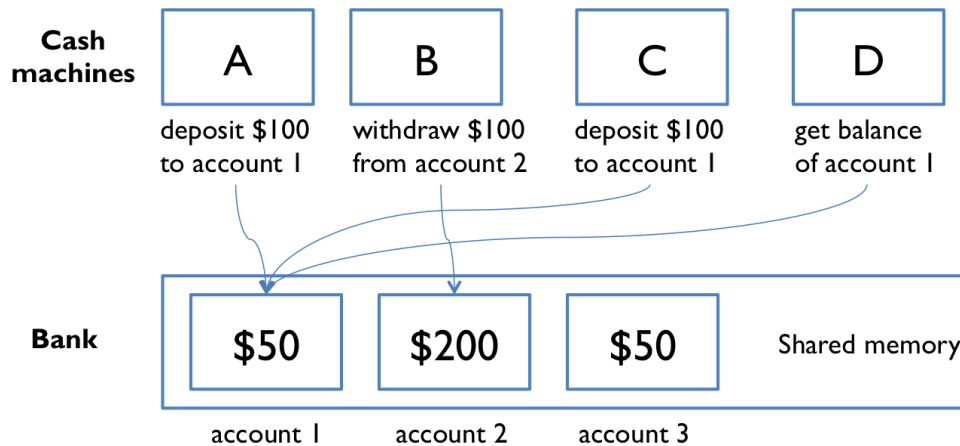 Cash
machines
A
B
C
D
deposit $100
to account 1
withdraw $100
from account 2
deposit $100
to account 1
get balance
of account 1
Bank
$50
$200
$50
Shared memory
account 1
account 2
account 3